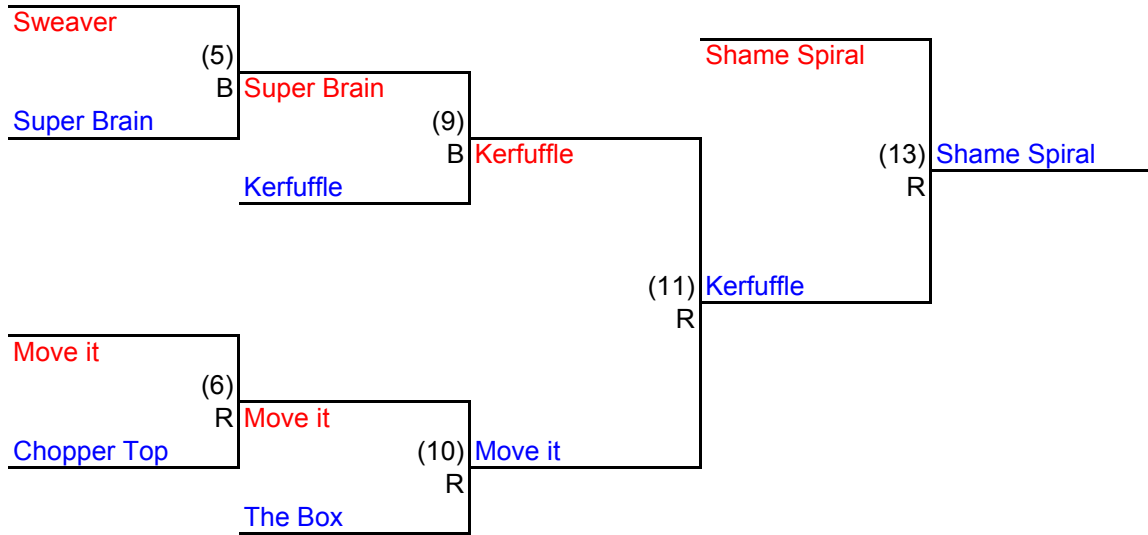 Sweaver
(5)
B
Super Brain
Super Brain
(9)
B
Kerfuffle
Kerfuffle
Shame Spiral
(13)
R
Shame Spiral
(11)
R
Kerfuffle
Move it
(6)
R
Move it
Chopper Top
(10)
R
Move it
The Box